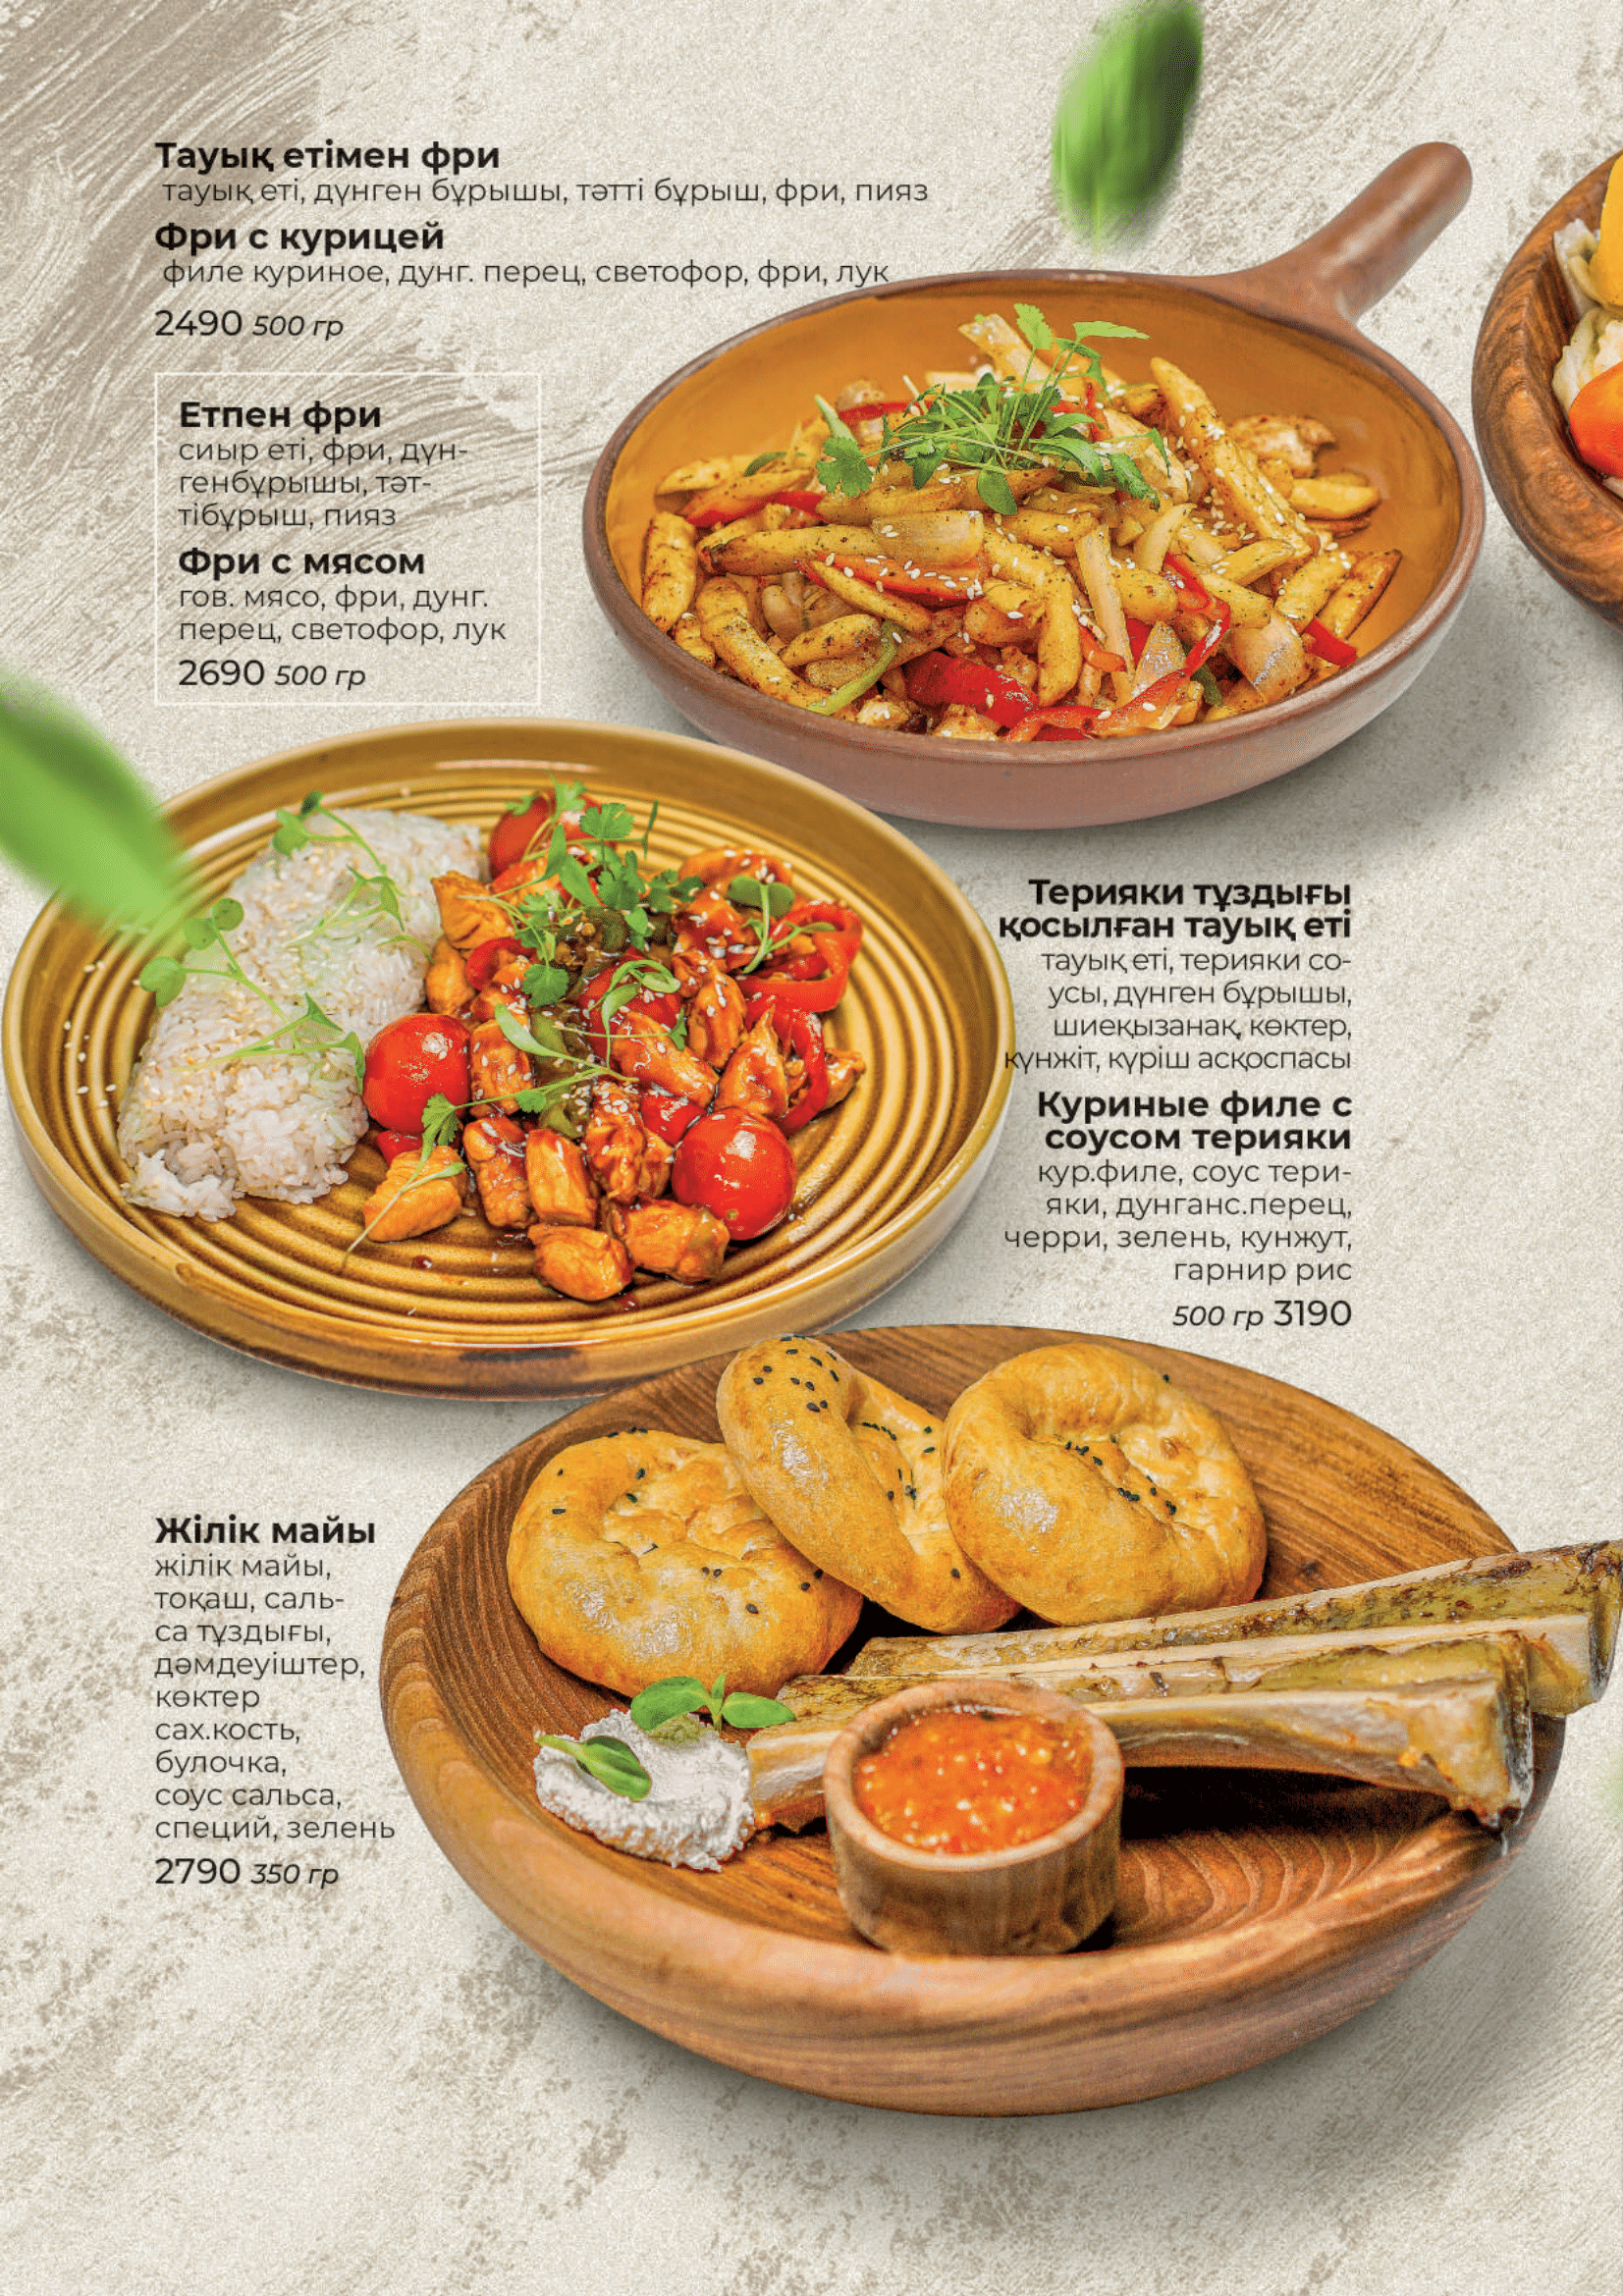 Тауық етімен фри
тауық еті, дүнген бұрышы, тәтті бұрыш, фри, пияз
Фри с курицей
филе куриное, дунг. перец, светофор, фри, лук
2490 500 гр
Етпен фри
сиыр еті, фри, дүн-
генбұрышы, тәт-
тібұрыш, пияз
Фри с мясом
гов. мясо, фри, дунг.
перец, светофор, лук
2690 500 гр
Терияки тұздығы
қосылған тауық еті
тауық еті, терияки со-
усы, дүнген бұрышы,
шиеқызанақ, көктер,
күнжіт, күріш асқоспасы
Куриные филе с
соусом терияки
кур.филе, соус тери-
яки, дунганс.перец,
черри, зелень, кунжут,
гарнир рис
500 гр 3190
Жілік майы
жілік майы,
тоқаш, саль-
са тұздығы,
дәмдеуіштер,
көктер
сах.кость,
булочка,
соус сальса,
специй, зелень
2790 350 гр